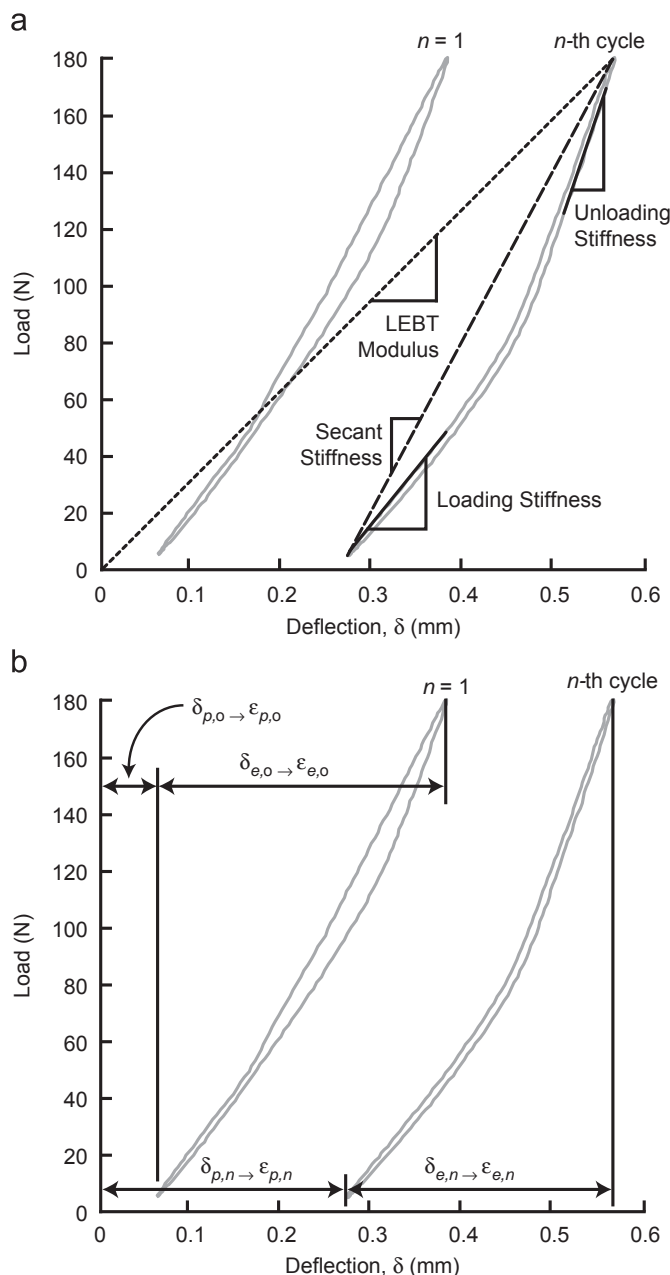 a
n = 1
n-th cycle
180
160
140
120
100
80
60
40
20
0
Load (N)
Unloading
Stiffness
LEBT
Modulus
Secant
Stiffness
Loading Stiffness
0
0.1
0.2
0.3
0.4
0.5
0.6
Deflection, δ (mm)
b
n = 1
n-th cycle
δp,o → εp,o
δe,o → εe,o
180
160
140
120
100
80
60
40
20
0
Load (N)
δp,n → εp,n
δe,n → εe,n
0
0.1
0.2
0.3
0.4
0.5
0.6
Deflection, δ (mm)